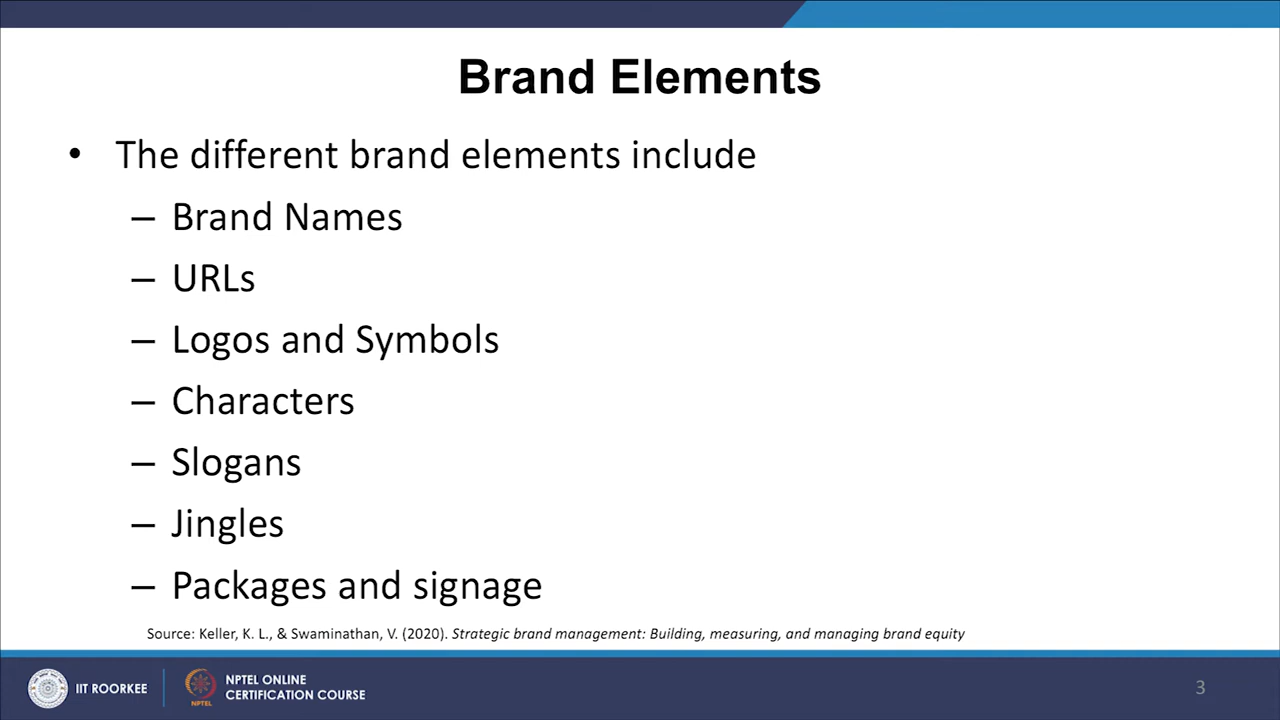 Brand Elements
• The different brand elements include
– Brand Names
– URLs
– Logos and Symbols
– Characters
– Slogans
– Jingles
– Packages and signage
Source: Keller, K. L., & Swaminathan, V. (2020). Strategic brand management: Building, measuring, and managing brand equity
IIT ROORKEE
NPTEL
NPTEL ONLINE
CERTIFICATION COURSE
3